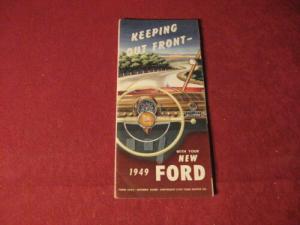 KEEPING
OUT FRONT—
WITH YOUR
NEW
1949 FORD